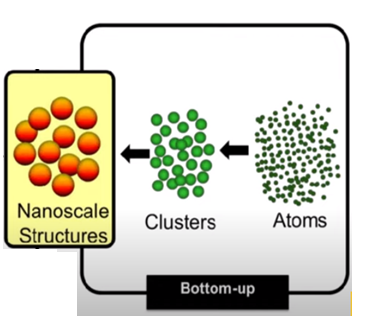 Nanoscale
Structures
Clusters
Atoms
Bottom-up